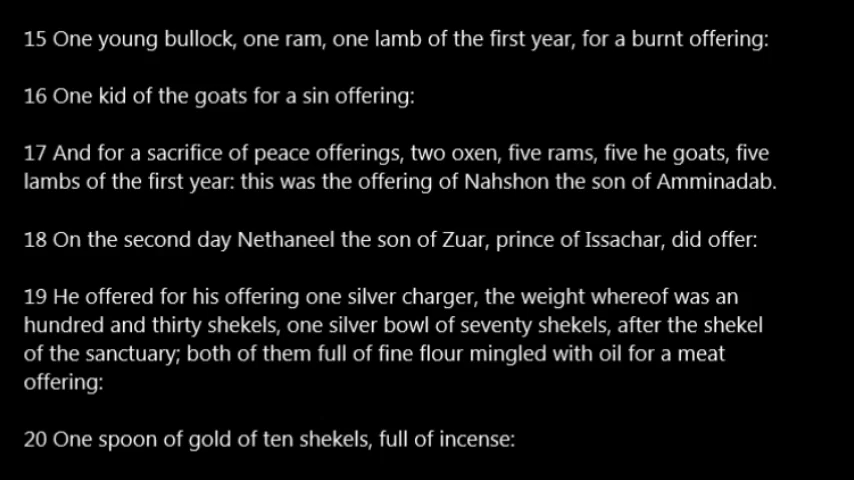 15 One young bullock, one ram, one lamb of the first year, for a burnt offering:
16 One kid of the goats for a sin offering:
17 And for a sacrifice of peace offerings, two oxen, five rams, five he goats, five
lambs of the first year: this was the offering of Nahshon the son of Amminadab.
18 On the second day Nethaneel the son of Zuar, prince of Issachar, did offer:
19 He offered for his offering one silver charger, the weight whereof was an
hundred and thirty shekels, one silver bowl of seventy shekels, after the shekel
of the sanctuary; both of them full of fine flour mingled with oil for a meat
offering:
20 One spoon of gold of ten shekels, full of incense: